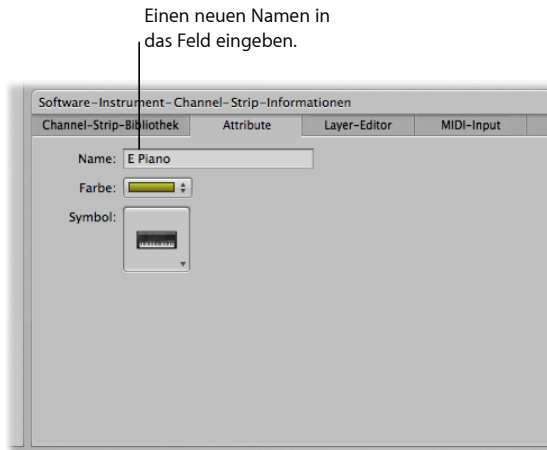 Einen neuen Namen in
das Feld eingeben.
Software-Instrument-Channel-Strip-Informationen
Channel-Strip-Bibliothek Attribute Layer-Editor MIDI-Input
Name: E Piano
Farbe:
Symbol: